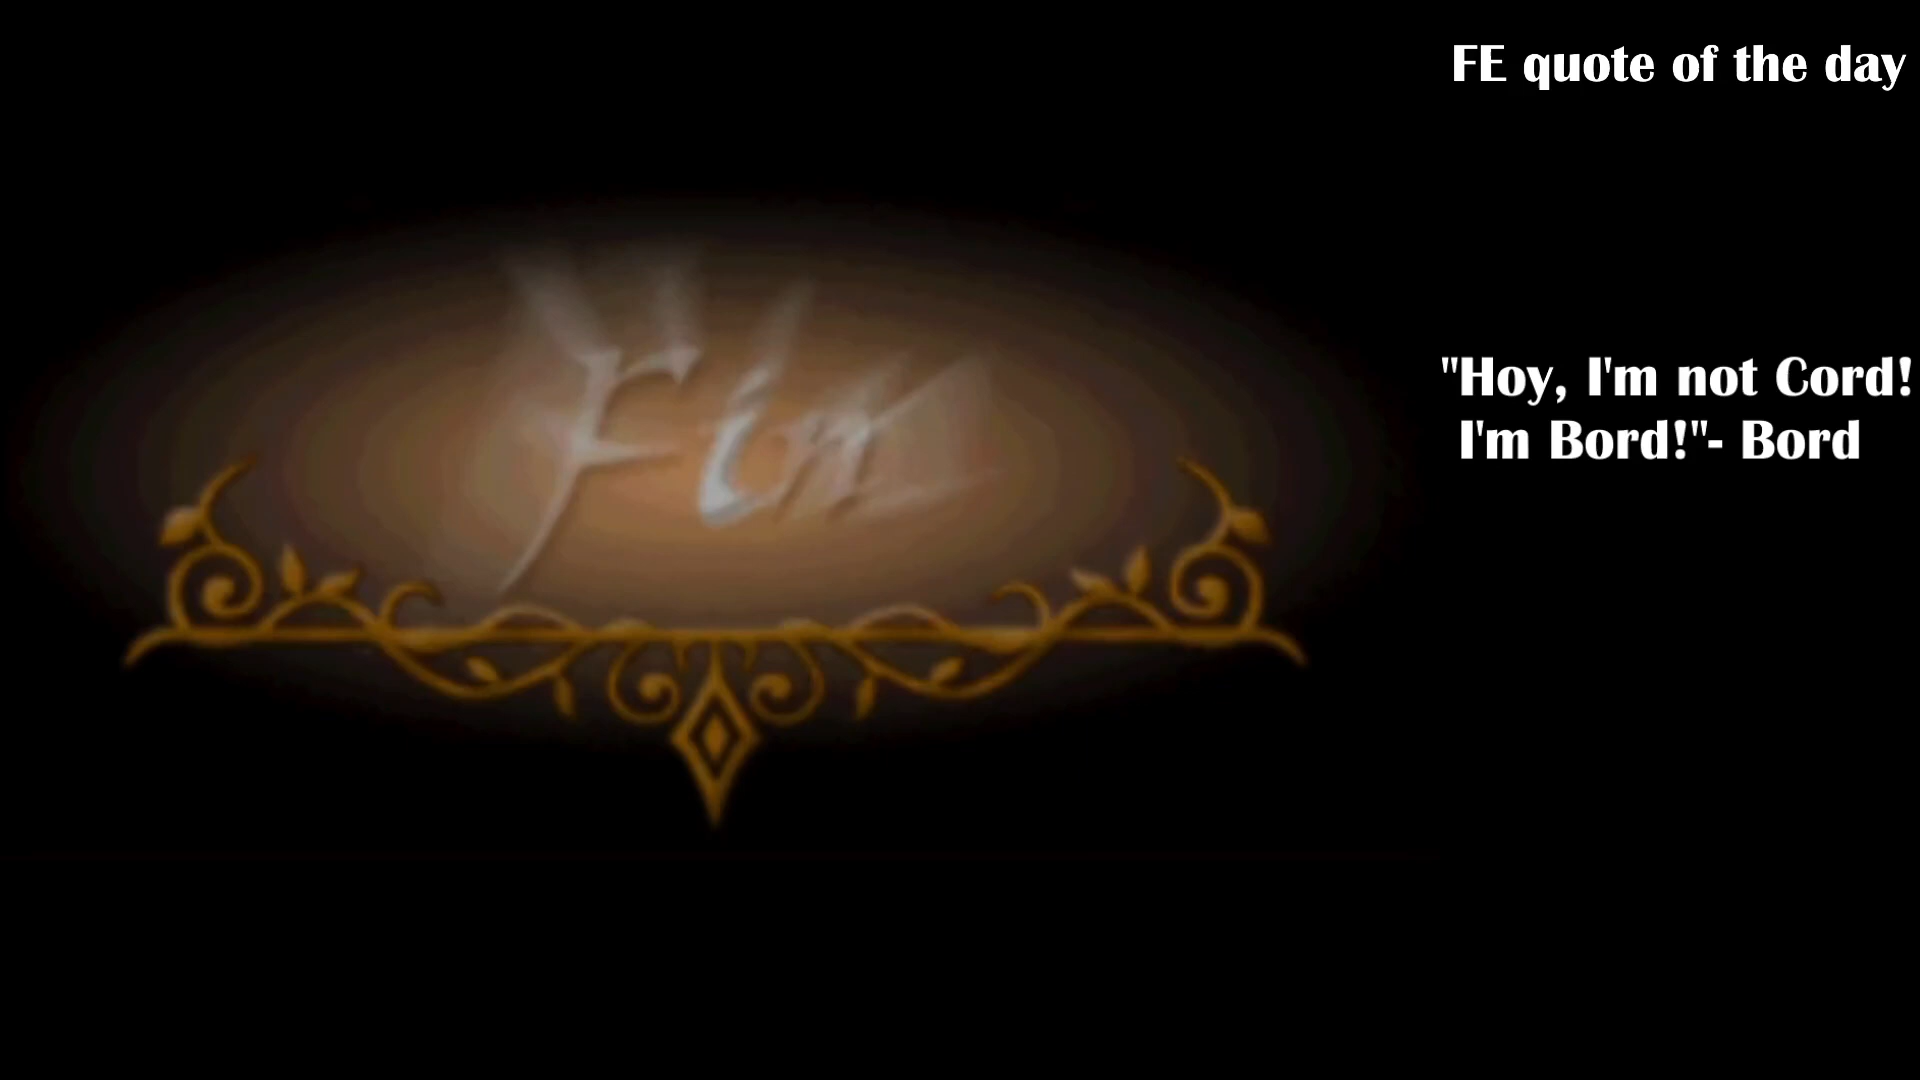 FE quote of the day
Fin
"Hoy, I'm not Cord!
I'm Bord!"- Bord